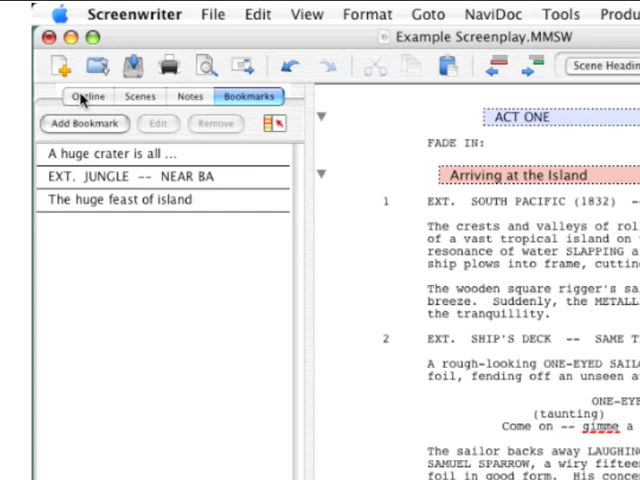 Screenwriter File Edit View Format Goto NaviDoc Tools Produ
Example Screenplay.MMSW
Scene Headin
Outline Scenes Notes Bookmarks
Add Bookmark Edit Remove
A huge crater is all ...
EXT. JUNGLE -- NEAR BA
The huge feast of island
ACT ONE
FADE IN:
Arriving at the Island
1 EXT. SOUTH PACIFIC (1832) --
The crests and valleys of rol
of a vast tropical island on
resonance of water SLAPPING a
ship plows into frame, cuttin
The wooden square rigger's sa
breeze. Suddenly, the METALL
the tranquillity.
2 EXT. SHIP'S DECK -- SAME T
A rough-looking ONE-EYED SAIL
foil, fending off an unseen a
ONE-EYE
(taunting)
Come on -- gimme a
The sailor backs away LAUGHIN
SAMUEL SPARROW, a wiry fiftee
foil in good form. His conce